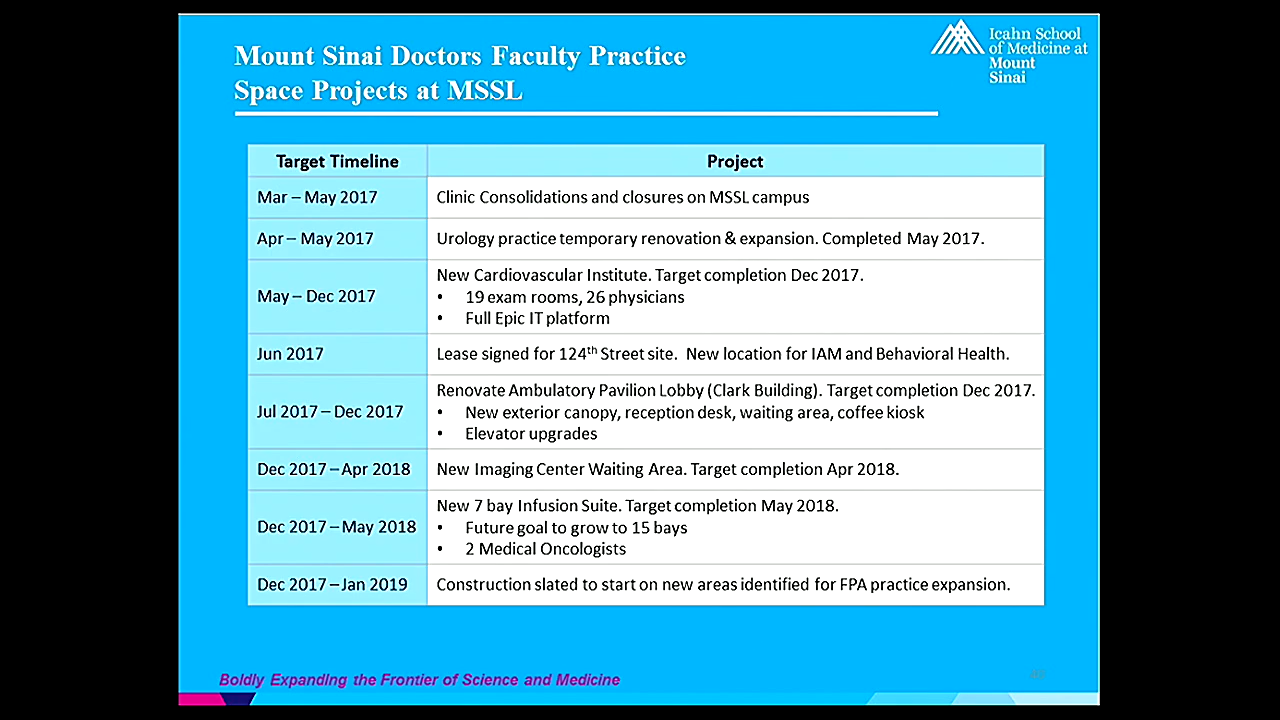 Mount Sinai Doctors Faculty Practice
Space Projects at MSSL
Icahn School
of Medicine at
Mount
Sinai
Target Timeline Project
Mar – May 2017 Clinic Consolidations and closures on MSSL campus
Apr – May 2017 Urology practice temporary renovation & expansion. Completed May 2017.
May – Dec 2017 New Cardiovascular Institute. Target completion Dec 2017.
• 19 exam rooms, 26 physicians
• Full Epic IT platform
Jun 2017 Lease signed for 124th Street site. New location for IAM and Behavioral Health.
Jul 2017 – Dec 2017 Renovate Ambulatory Pavilion Lobby (Clark Building). Target completion Dec 2017.
• New exterior canopy, reception desk, waiting area, coffee kiosk
• Elevator upgrades
Dec 2017 – Apr 2018 New Imaging Center Waiting Area. Target completion Apr 2018.
Dec 2017 – May 2018 New 7 bay Infusion Suite. Target completion May 2018.
• Future goal to grow to 15 bays
• 2 Medical Oncologists
Dec 2017 – Jan 2019 Construction slated to start on new areas identified for FPA practice expansion.
Boldly Expanding the Frontier of Science and Medicine